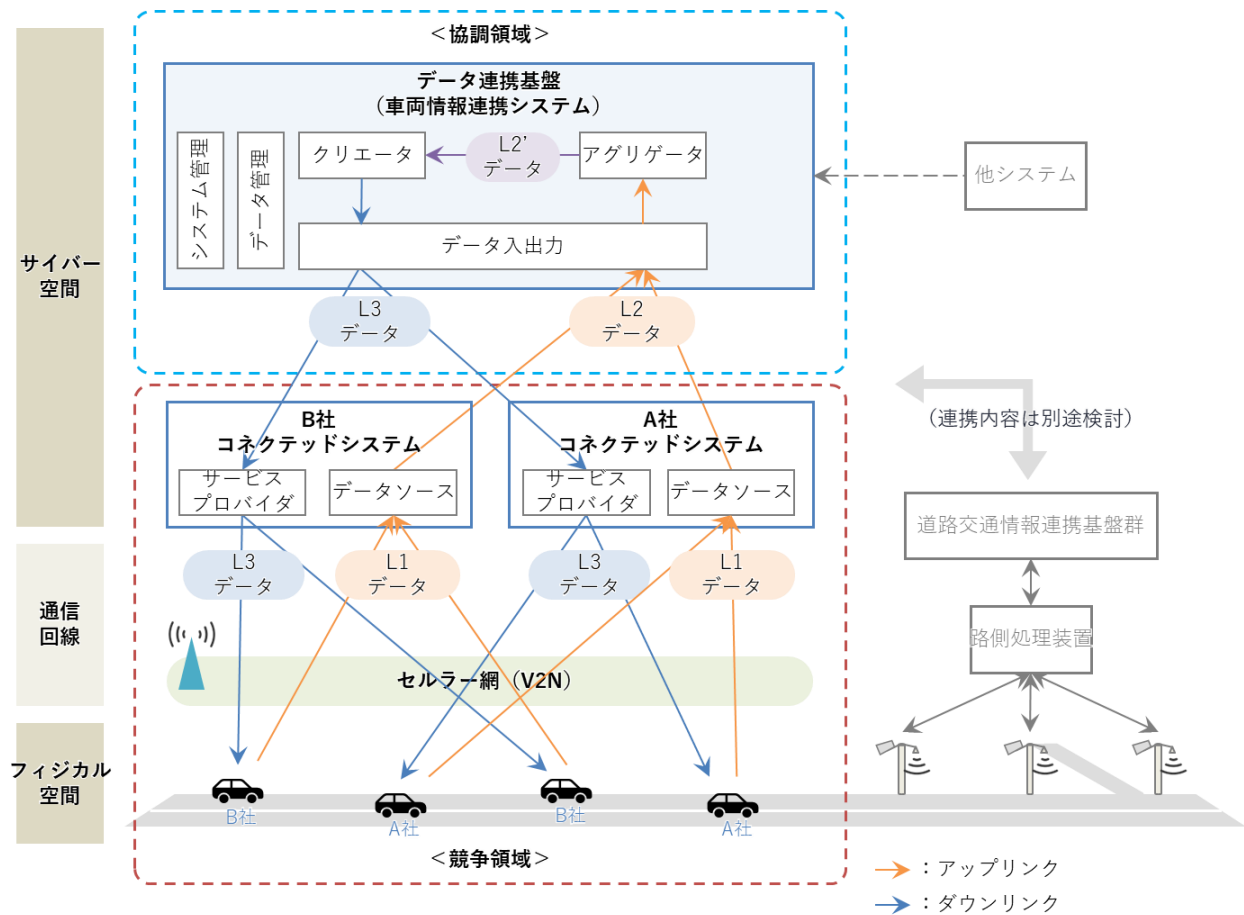 ＜協調領域＞
データ連携基盤
（車両情報連携システム）
システム管理
データ管理
クリエータ
L2’
データ
アグリゲータ
データ入出力
他システム
サイバー
空間
L3
データ
L2
データ
（連携内容は別途検討）
B社
コネクテッドシステム
サービス
プロバイダ
データソース
A社
コネクテッドシステム
サービス
プロバイダ
データソース
道路交通情報連携基盤群
L3
データ
L1
データ
L3
データ
L1
データ
通信
回線
路側処理装置
セルラー網（V2N）
フィジカル
空間
B社
A社
B社
A社
＜競争領域＞
：アップリンク
：ダウンリンク